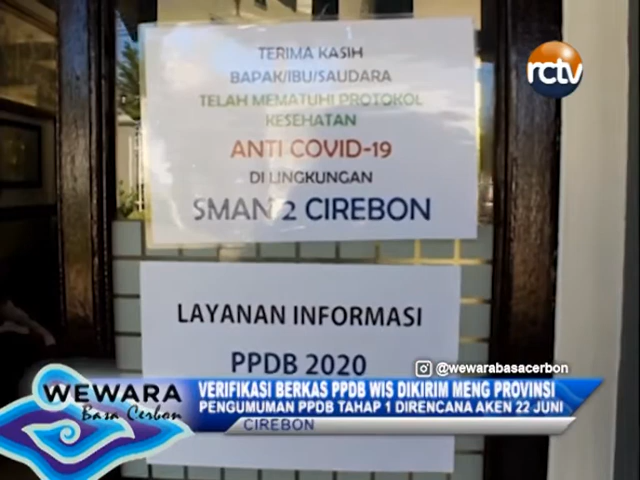 TERIMA KASIH
BAPAK/IBU/SAUDARA
TELAH MEMATUHI PROTOKOL
KESEHATAN
ANTI COVID-19
DI LINGKUNGAN
SMAN 2 CIREBON
rctv
LAYANAN INFORMASI
PPDB 2020
@wewarabasacerbon
WEWARA
Basa Cerbon
VERIFIKASI BERKAS PPDB WIS DIKIRIM MENG PROVINSI
PENGUMUMAN PPDB TAHAP 1 DIRENCANA AKEN 22 JUNI
CIREBON